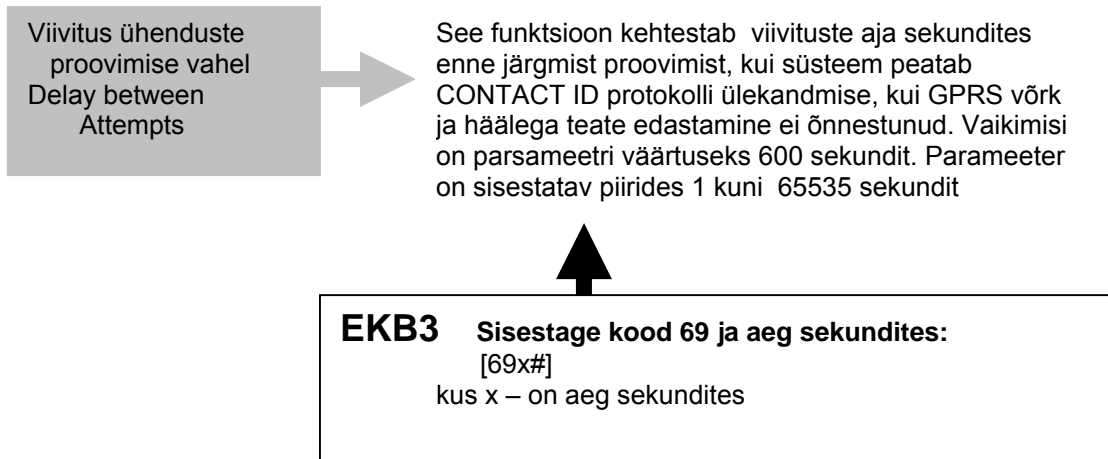 Viivitus ühenduste
proovimise vahel
Delay between
Attempts
See funktsioon kehtestab viivituste aja sekundites
enne järgmist proovimist, kui süsteem peatab
CONTACT ID protokolli ülekandmise, kui GPRS võrk
ja häälega teate edastamine ei õnnestunud. Vaikimisi
on parsameetri väärtuseks 600 sekundit. Parameeter
on sisestatav piirides 1 kuni 65535 sekundit
EKB3 Sisestage kood 69 ja aeg sekundites:
[69x#]
kus x – on aeg sekundites